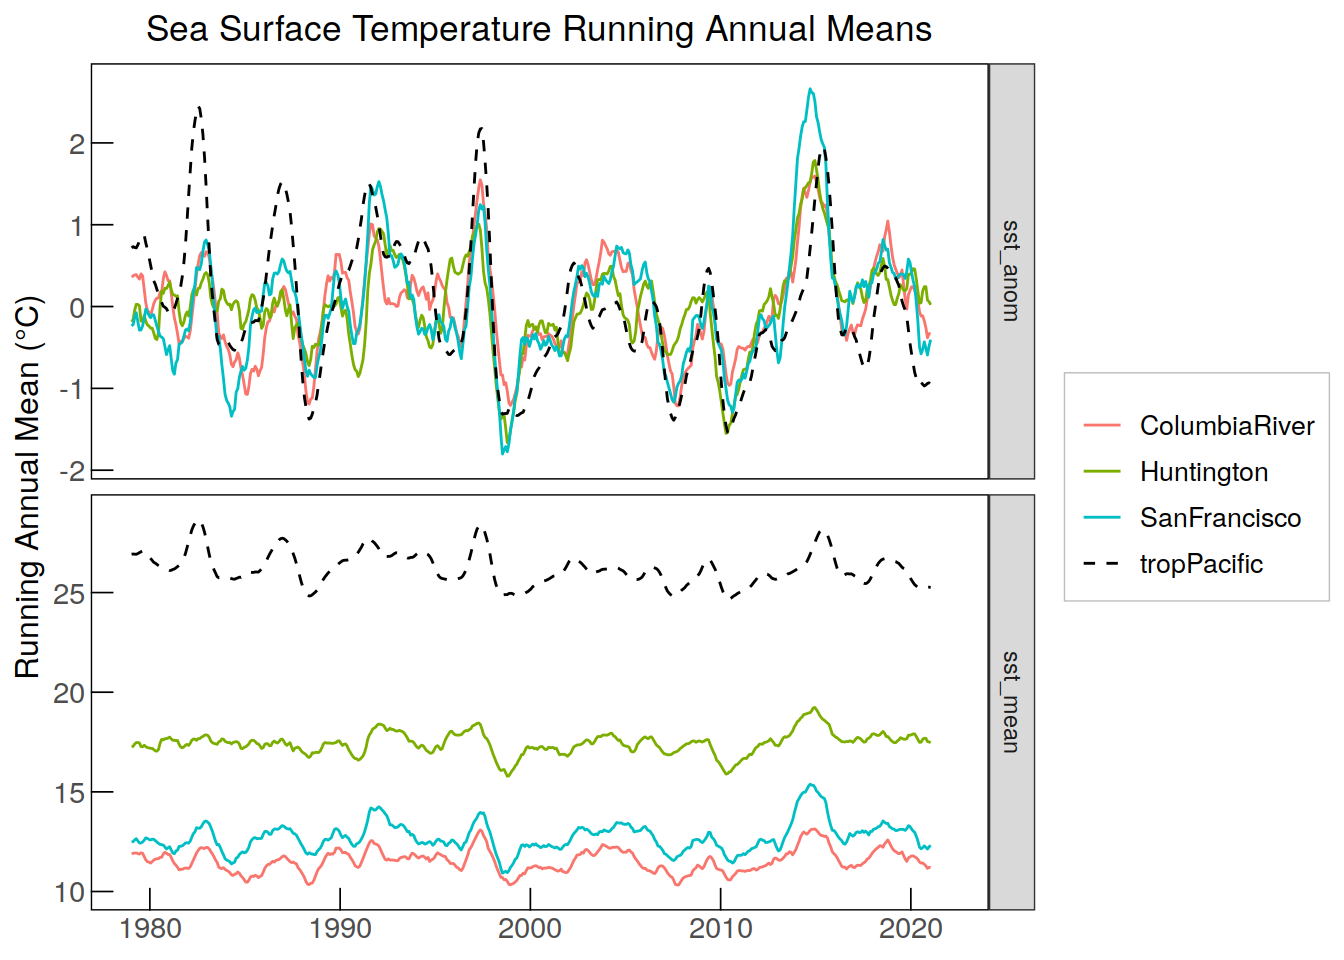 Sea Surface Temperature Running Annual Means
Running Annual Mean (°C)
2
1
0
-1
-2
sst_anom
25
20
15
10
sst_mean
1980
1990
2000
2010
2020
ColumbiaRiver
Huntington
SanFrancisco
tropPacific